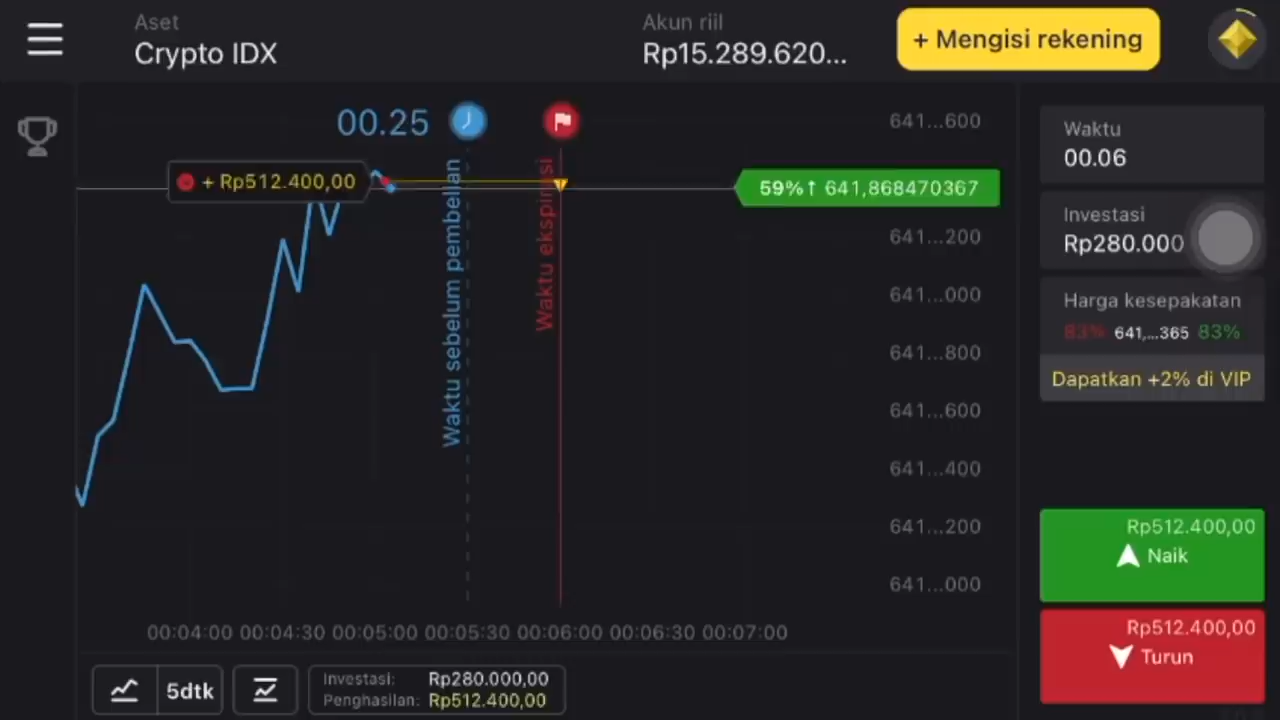 Aset
Crypto IDX
Akun riil
Rp15.289.620...
+ Mengisi rekening
00.25
+ Rp512.400,00
Waktu sebelum pembelian
Waktu ekspirasi
641...600
59%↑ 641,868470367
641...200
641...000
641...800
641...600
641...400
641...200
641...000
00:04:00 00:04:30 00:05:00 00:05:30 00:06:00 00:06:30 00:07:00
5dtk
Investasi: Rp280.000,00
Penghasilan: Rp512.400,00
Waktu
00.06
Investasi
Rp280.000
Harga kesepakatan
83% 641,...365 83%
Dapatkan +2% di VIP
Rp512.400,00
Naik
Rp512.400,00
Turun